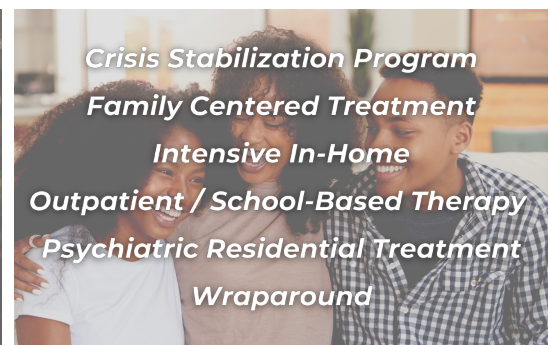 Crisis Stabilization Program
Family Centered Treatment
Intensive In-Home
Outpatient / School-Based Therapy
Psychiatric Residential Treatment
Wraparound